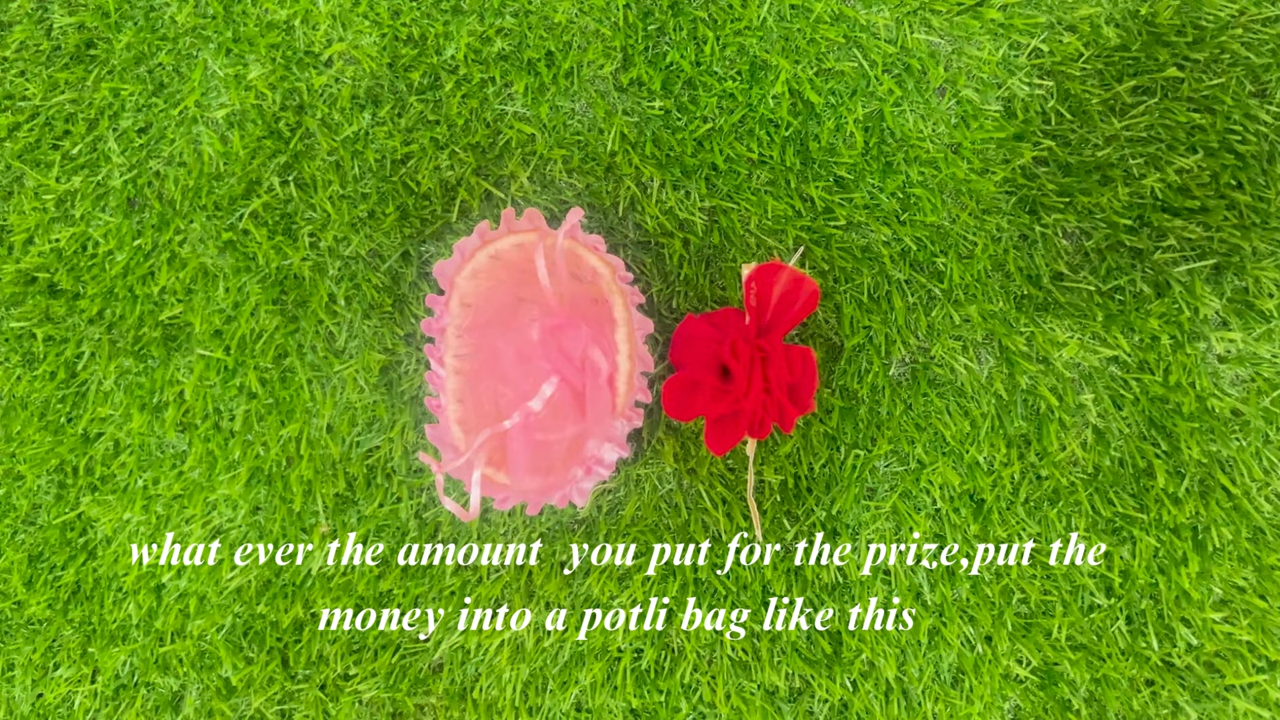 what ever the amount  you put for the prize,put the
money into a potli bag like this